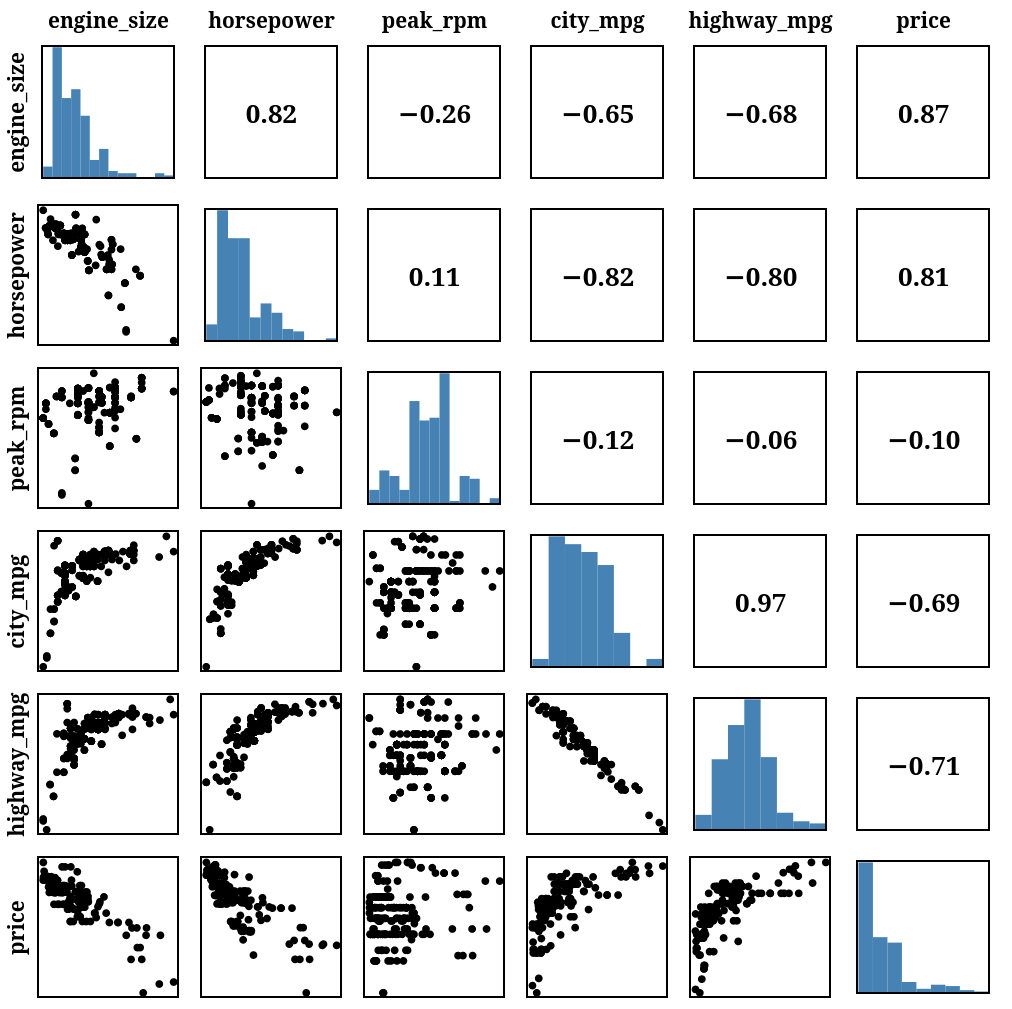 engine_size horsepower peak_rpm city_mpg highway_mpg price
engine_size 0.82 −0.26 −0.65 −0.68 0.87
horsepower 0.11 −0.82 −0.80 0.81
peak_rpm −0.12 −0.06 −0.10
city_mpg 0.97 −0.69
highway_mpg −0.71
price